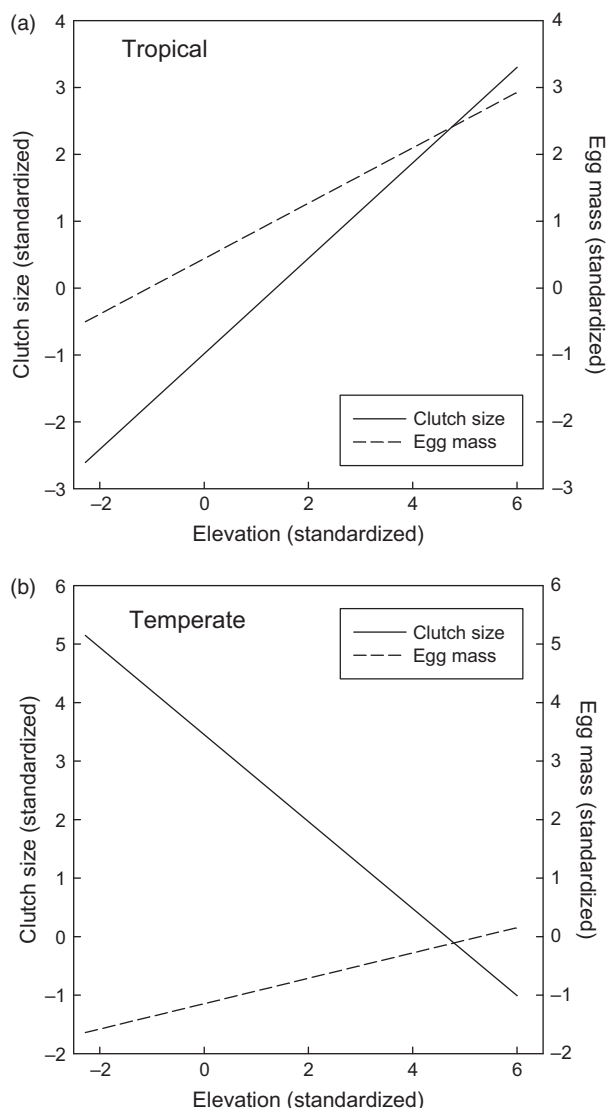 (a)
Tropical
4
3
2
1
0
–1
–2
–3
Clutch size (standardized)
4
3
2
1
0
–1
–2
–3
Egg mass (standardized)
Clutch size
Egg mass
–2 0 2 4 6
Elevation (standardized)
(b)
Temperate
6
5
4
3
2
1
0
–1
–2
Clutch size (standardized)
6
5
4
3
2
1
0
–1
–2
Egg mass (standardized)
Clutch size
Egg mass
–2 0 2 4 6
Elevation (standardized)